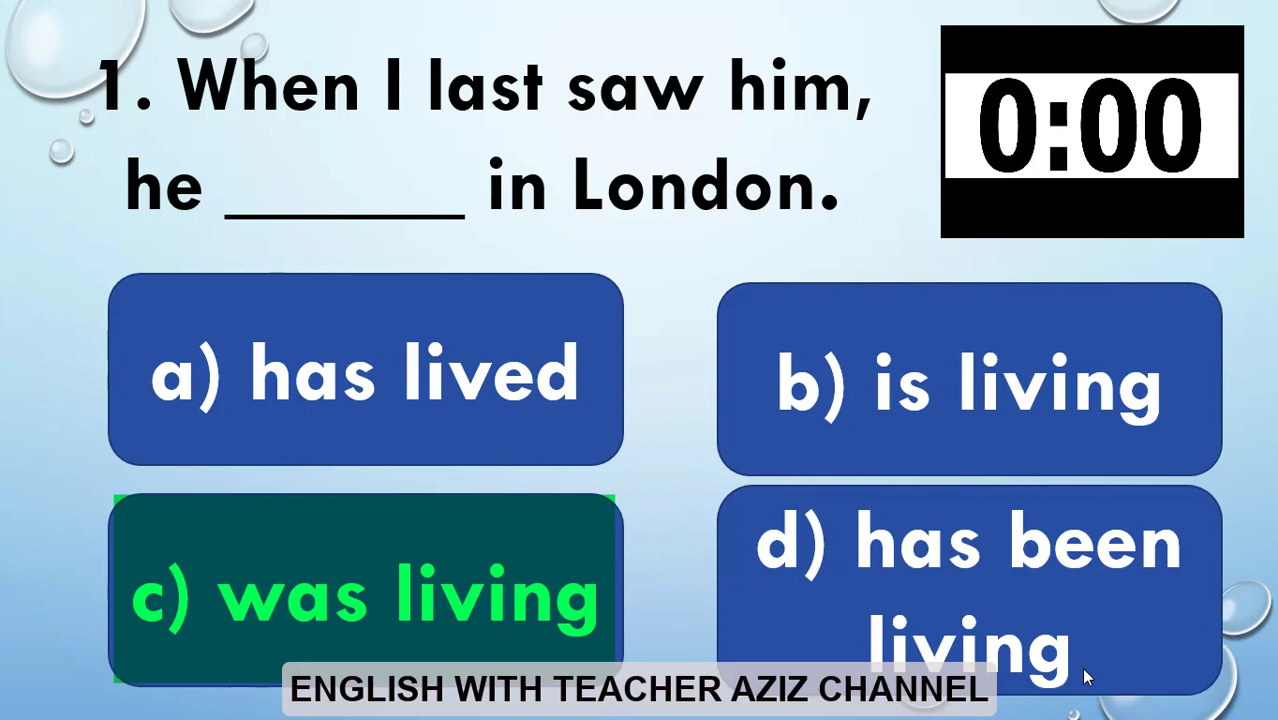 1. When I last saw him,
he _______ in London.
0:00
a) has lived
b) is living
c) was living
d) has been
living
ENGLISH WITH TEACHER AZIZ CHANNEL